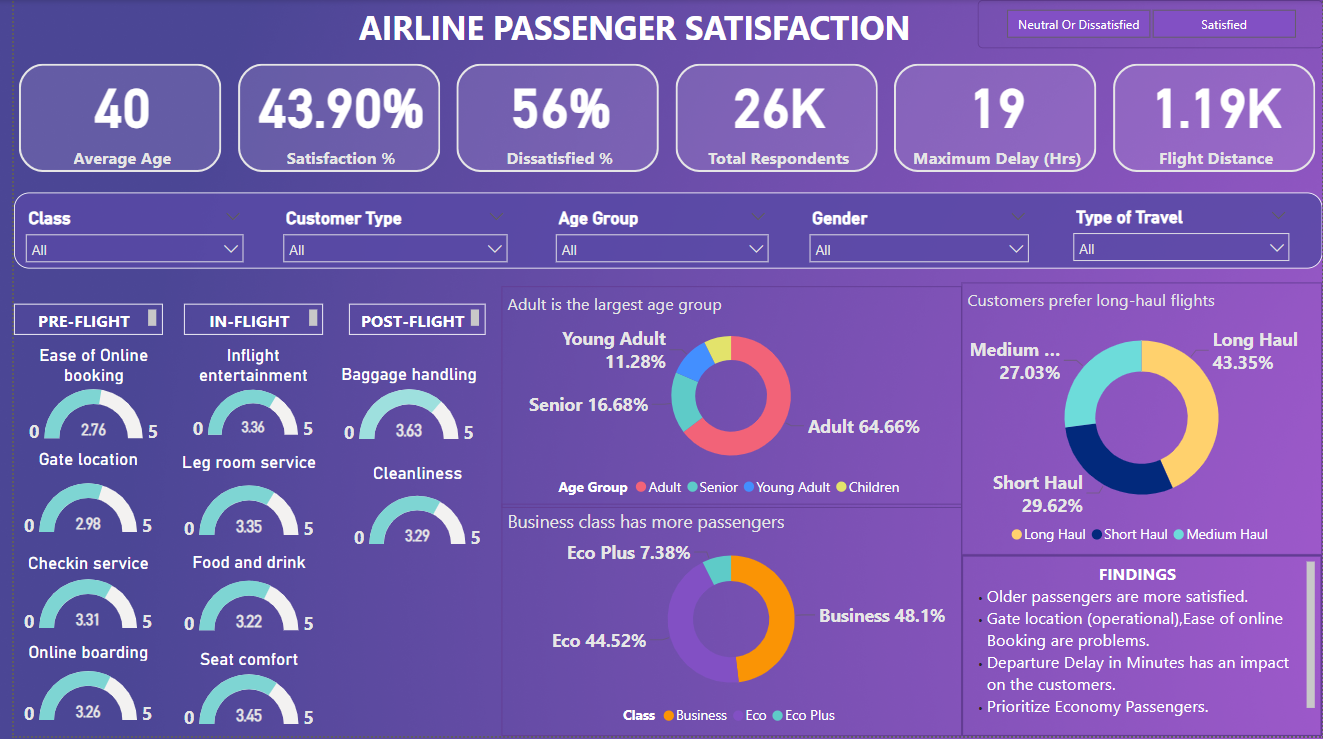 AIRLINE PASSENGER SATISFACTION
Neutral Or Dissatisfied
Satisfied
40
Average Age
43.90%
Satisfaction %
56%
Dissatisfied %
26K
Total Respondents
19
Maximum Delay (Hrs)
1.19K
Flight Distance
Class
All
Customer Type
All
Age Group
All
Gender
All
Type of Travel
All
PRE-FLIGHT
Ease of Online
booking
0
2.76
5
Gate location
0
2.98
5
Checkin service
0
3.31
5
Online boarding
0
3.26
5
IN-FLIGHT
Inflight
entertainment
0
3.36
5
Leg room service
0
3.35
5
Food and drink
0
3.22
5
Seat comfort
0
3.45
5
POST-FLIGHT
Baggage handling
0
3.63
5
Cleanliness
0
3.29
5
Adult is the largest age group
Young Adult
11.28%
Senior 16.68%
Adult 64.66%
Age Group Adult Senior Young Adult Children
Business class has more passengers
Eco Plus 7.38%
Business 48.1%
Eco 44.52%
Class Business Eco Eco Plus
Customers prefer long-haul flights
Medium ...
27.03%
Long Haul
43.35%
Short Haul
29.62%
Long Haul Short Haul Medium Haul
FINDINGS
· Older passengers are more satisfied.
· Gate location (operational),Ease of online
Booking are problems.
· Departure Delay in Minutes has an impact
on the customers.
· Prioritize Economy Passengers.